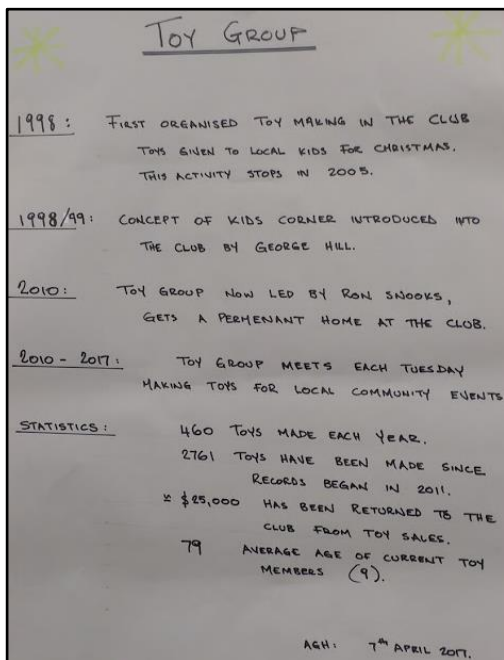 TOY GROUP
1998: FIRST ORGANISED TOY MAKING IN THE CLUB
TOYS GIVEN TO LOCAL KIDS FOR CHRISTMAS.
THIS ACTIVITY STOPS IN 2005.
1998/99: CONCEPT OF KIDS CORNER INTRODUCED INTO
THE CLUB BY GEORGE HILL.
2010: TOY GROUP NOW LED BY RON SNOOKS,
GETS A PERMENANT HOME AT THE CLUB.
2010 - 2017: TOY GROUP MEETS EACH TUESDAY
MAKING TOYS FOR LOCAL COMMUNITY EVENTS
STATISTICS: 460 TOYS MADE EACH YEAR.
2761 TOYS HAVE BEEN MADE SINCE
RECORDS BEGAN IN 2011.
≈ $25,000 HAS BEEN RETURNED TO THE
CLUB FROM TOY SALES.
79 AVERAGE AGE OF CURRENT TOY
MEMBERS (9).
AGH: 7th APRIL 2017.